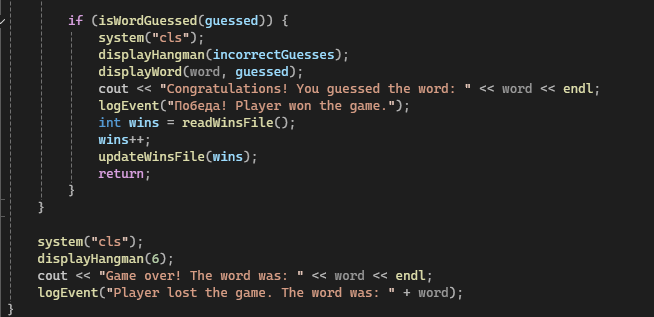 if (isWordGuessed(guessed)) {
system("cls");
displayHangman(incorrectGuesses);
displayWord(word, guessed);
cout << "Congratulations! You guessed the word: " << word << endl;
logEvent("Победа! Player won the game.");
int wins = readWinsFile();
wins++;
updateWinsFile(wins);
return;
}
}
system("cls");
displayHangman(6);
cout << "Game over! The word was: " << word << endl;
logEvent("Player lost the game. The word was: " + word);
}